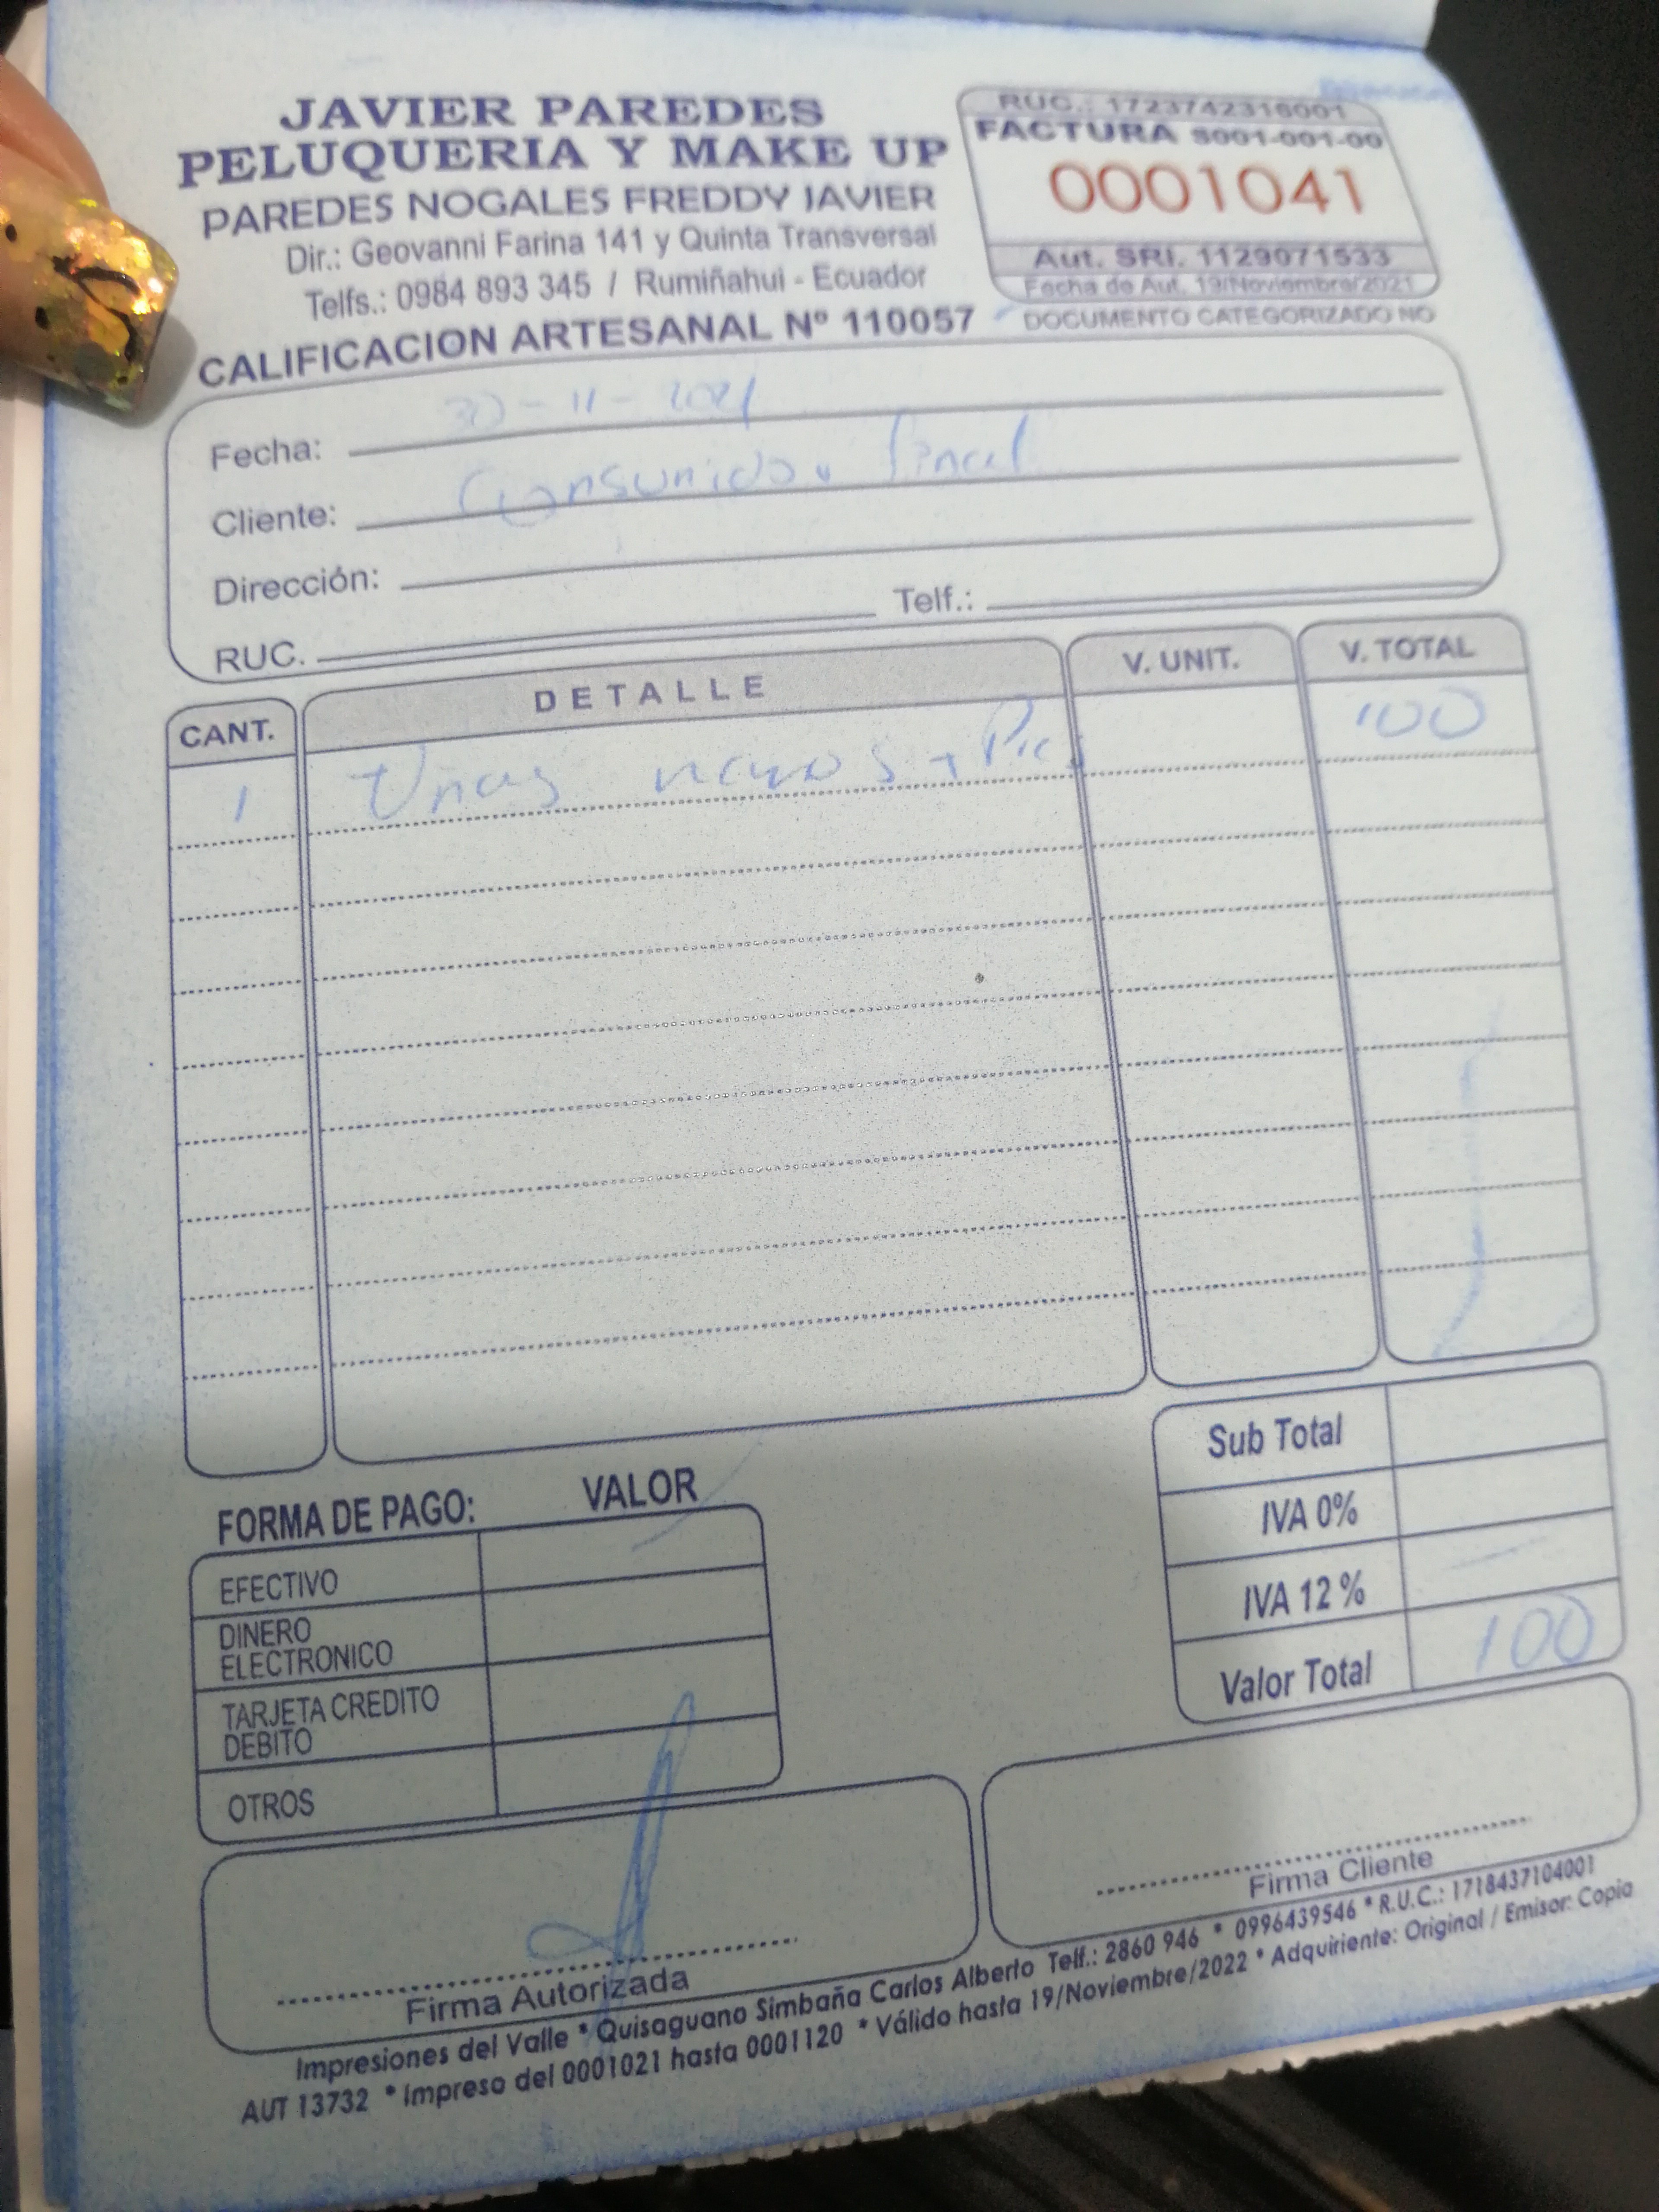 JAVIER PAREDES
PELUQUERIA Y MAKE UP
PAREDES NOGALES FREDDY JAVIER
Dir.: Geovanni Farina 141 y Quinta Transversal
Telfs.: 0984 893 345 / Rumiñahui - Ecuador
CALIFICACION ARTESANAL Nº 110057
RUC.: 1723742316001
FACTURA S001-001-00
0001041
Aut. SRI. 1129071533
Fecha de Aut. 19/Noviembre/2021
DOCUMENTO CATEGORIZADO NO
Fecha: 30-11-2021
Cliente: Consumidor final
Dirección:
RUC. Telf.:
CANT. DETALLE V. UNIT. V. TOTAL
1 Uñas manos + Pies 100
Sub Total
IVA 0%
IVA 12 %
Valor Total 100
FORMA DE PAGO: VALOR
EFECTIVO
DINERO
ELECTRONICO
TARJETA CREDITO
DEBITO
OTROS
Firma Autorizada
Firma Cliente
Impresiones del Valle * Quisaguano Simbaña Carlos Alberto Telf.: 2860 946 * 0996439546 * R.U.C.: 1718437104001
AUT 13732 * Impreso del 0001021 hasta 0001120 * Válido hasta 19/Noviembre/2022 * Adquiriente: Original / Emisor: Copia